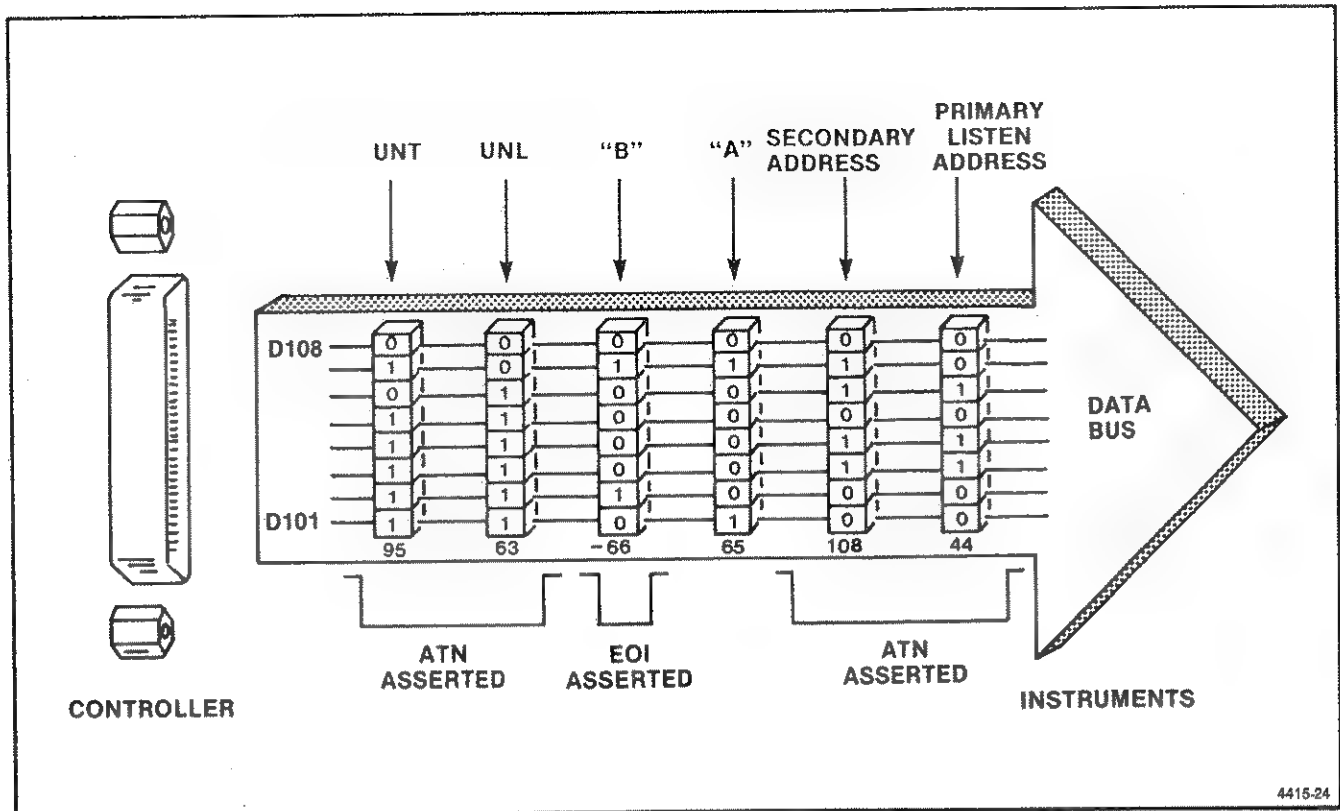 UNT
UNL
"B"
"A"
SECONDARY
ADDRESS
PRIMARY
LISTEN
ADDRESS
D108
0 0 0 0 0 0
1 0 1 1 1 0
0 1 0 0 1 1
1 1 0 0 0 0
1 1 0 0 1 1
1 1 0 0 1 1
1 1 1 0 0 0
D101
1 1 0 1 0 0
95 63 -66 65 108 44
DATA
BUS
ATN
ASSERTED
EOI
ASSERTED
ATN
ASSERTED
CONTROLLER
INSTRUMENTS
4415-24